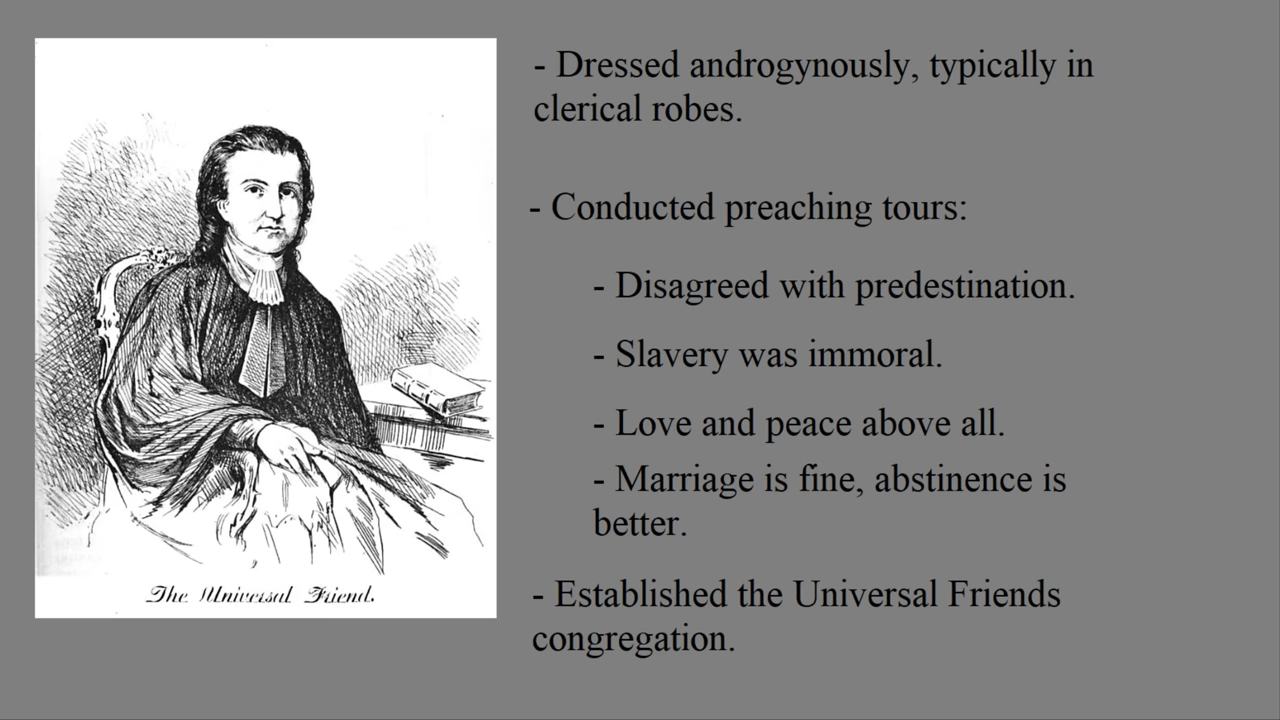 - Dressed androgynously, typically in
clerical robes.
- Conducted preaching tours:
- Disagreed with predestination.
- Slavery was immoral.
- Love and peace above all.
- Marriage is fine, abstinence is
better.
- Established the Universal Friends
congregation.
The Universal Friend.